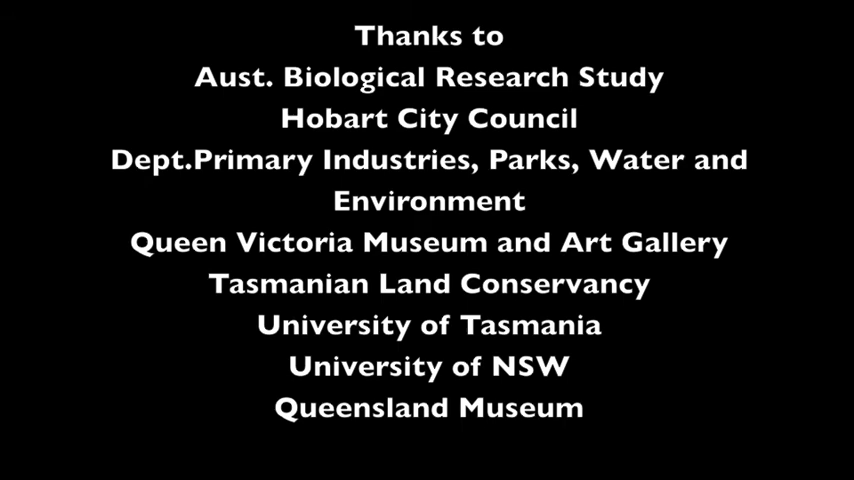 Thanks to
Aust. Biological Research Study
Hobart City Council
Dept.Primary Industries, Parks, Water and
Environment
Queen Victoria Museum and Art Gallery
Tasmanian Land Conservancy
University of Tasmania
University of NSW
Queensland Museum